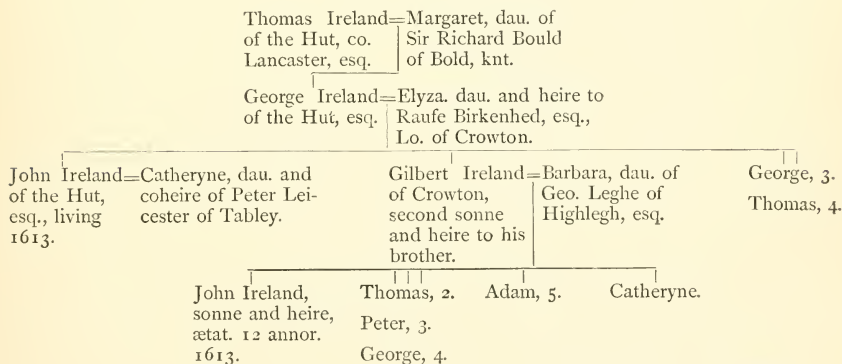 Thomas Ireland=Margaret, dau. of
of the Hut, co. Sir Richard Bould
Lancaster, esq. of Bold, knt.
George Ireland=Elyza. dau. and heire to
of the Hut, esq. Raufe Birkenhed, esq.,
Lo. of Crowton.
John Ireland=Catheryne, dau. and
of the Hut, coheire of Peter Lei-
esq., living cester of Tabley.
1613.
Gilbert Ireland=Barbara, dau. of
of Crowton, Geo. Leghe of
second sonne Highlegh, esq.
and heire to his
brother.
George, 3.
Thomas, 4.
John Ireland,
sonne and heire,
ætat. 12 annor.
1613.
Thomas, 2.
Peter, 3.
George, 4.
Adam, 5.
Catheryne.